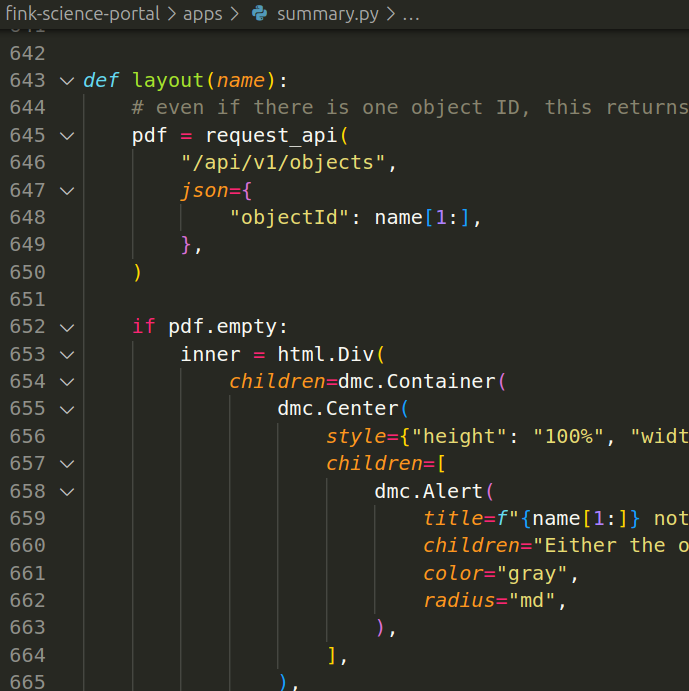 fink-science-portal > apps > summary.py > ...
642
643 def layout(name):
644     # even if there is one object ID, this returns
645     pdf = request_api(
646         "/api/v1/objects",
647         json={
648             "objectId": name[1:],
649         },
650     )
651
652     if pdf.empty:
653         inner = html.Div(
654             children=dmc.Container(
655                 dmc.Center(
656                     style={"height": "100%", "widt
657                     children=[
658                         dmc.Alert(
659                             title=f"{name[1:]} not
660                             children="Either the o
661                             color="gray",
662                             radius="md",
663                         ),
664                     ],
665                 ),